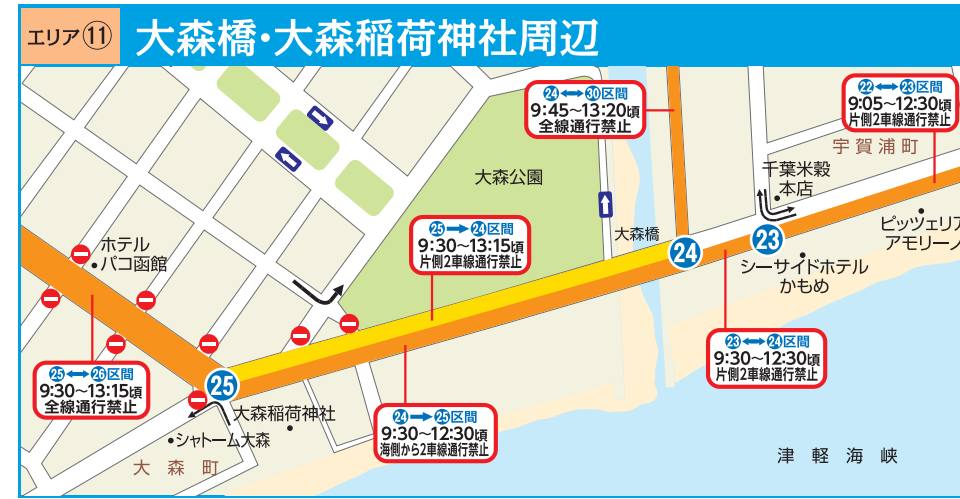 エリア⑪ 大森橋・大森稲荷神社周辺
24⟷30区間
9:45〜13:20頃
全線通行禁止
22⟷23区間
9:05〜12:30頃
片側2車線通行禁止
宇賀浦町
千葉米穀
本店
大森公園
25→24区間
9:30〜13:15頃
片側2車線通行禁止
大森橋
24
23
ピッツェリア
アモリーノ
ホテル
パコ函館
シーサイドホテル
かもめ
25⟷26区間
9:30〜13:15頃
全線通行禁止
25
23⟷24区間
9:30〜12:30頃
片側2車線通行禁止
大森稲荷神社
24→25区間
9:30〜12:30頃
海側から2車線通行禁止
シャトーム大森
大森町
津軽海峡